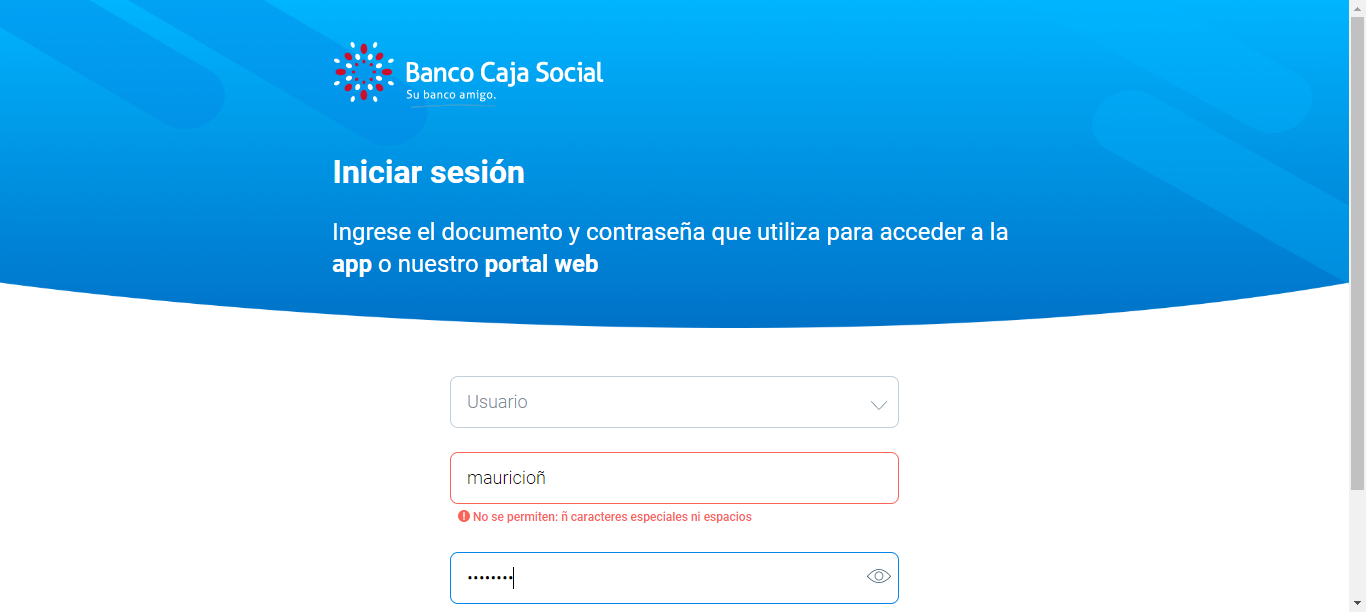 Banco Caja Social
Su banco amigo.
Iniciar sesión
Ingrese el documento y contraseña que utiliza para acceder a la
app o nuestro portal web
Usuario
mauricioñ
No se permiten: ñ caracteres especiales ni espacios
••••••••